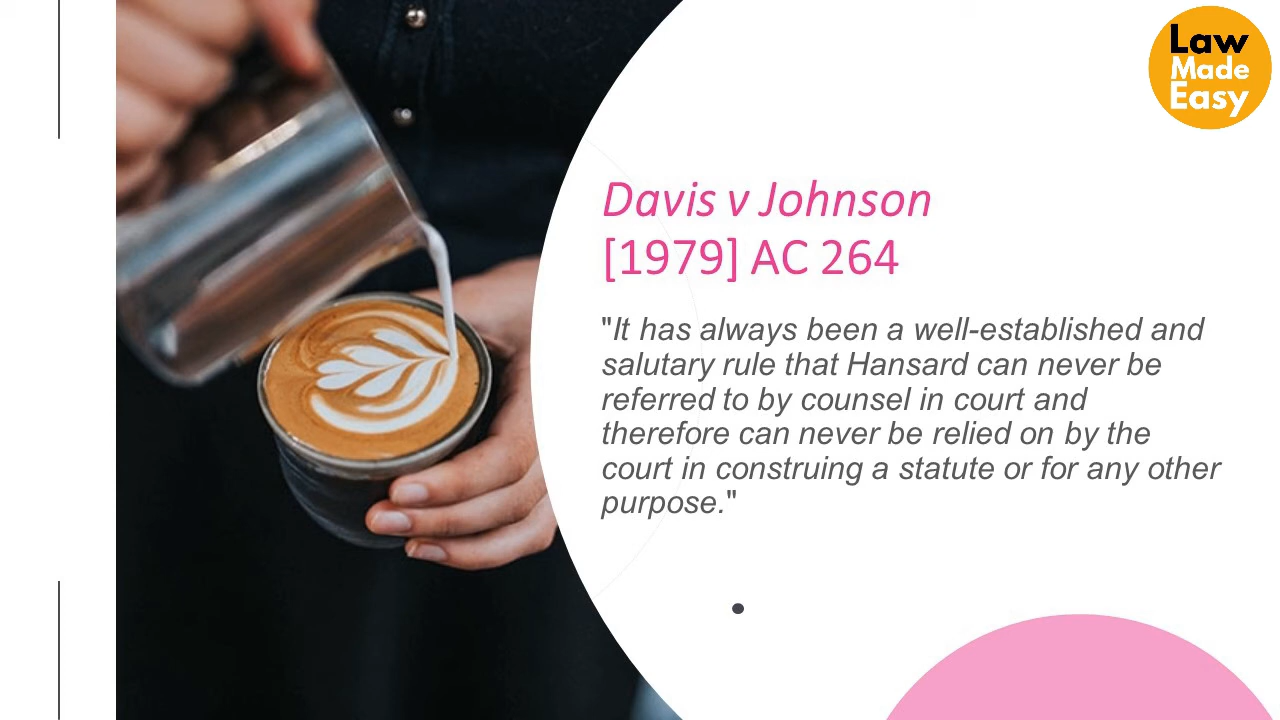 Law
Made
Easy
Davis v Johnson
[1979] AC 264
"It has always been a well-established and
salutary rule that Hansard can never be
referred to by counsel in court and
therefore can never be relied on by the
court in construing a statute or for any other
purpose."